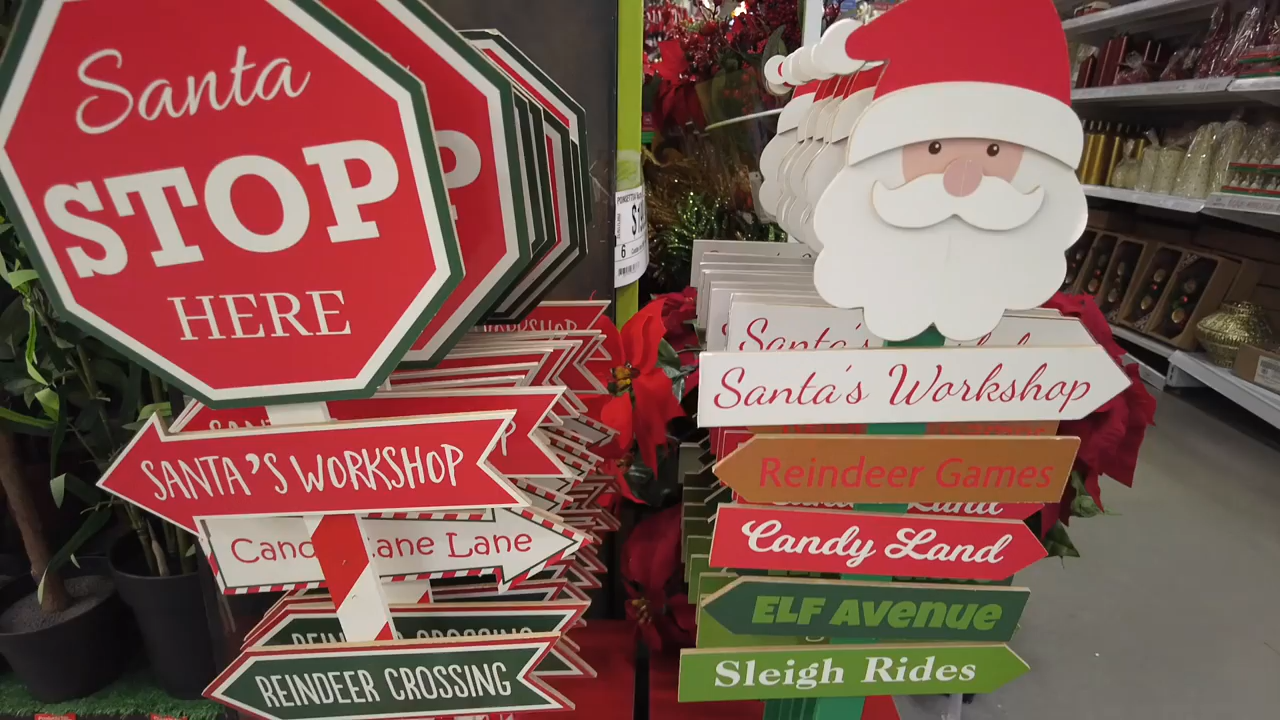 Santa
STOP
HERE
SANTA'S WORKSHOP
Cane Lane
REINDEER CROSSING
Santa's Workshop
Reindeer Games
Candy Land
ELF AVENUE
Sleigh Rides